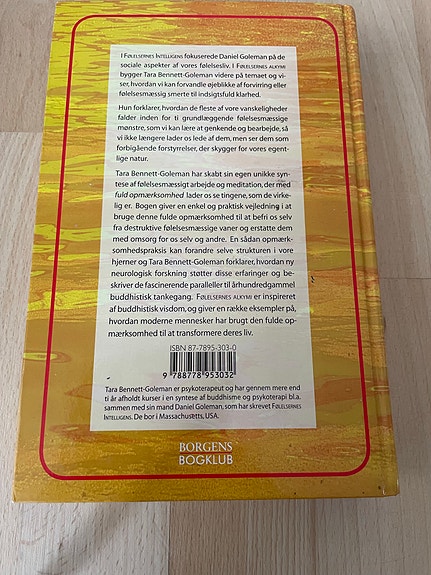 I Følelsernes Intelligens fokuserede Daniel Goleman på de
sociale aspekter af vores følelsesliv. I Følelsernes alkymi
bygger Tara Bennett-Goleman videre på temaet og vi-
ser, hvordan vi kan forvandle øjeblikke af forvirring eller
følelsesmæssig smerte til indsigtsfuld klarhed.
Hun forklarer, hvordan de fleste af vore vanskeligheder
falder inden for ti grundlæggende følelsesmæssige
mønstre, som vi kan lære at genkende og bearbejde, så
vi ikke længere lader os lede af dem, men ser dem som
forbigående forstyrrelser, der skygger for vores egent-
lige natur.
Tara Bennett-Goleman har skabt sin egen unikke syn-
tese af følelsesmæssigt arbejde og meditation, der med
fuld opmærksomhed lader os se tingene, som de virke-
lig er. Bogen giver en enkel og praktisk vejledning i at
bruge denne fulde opmærksomhed til at befri os selv
fra destruktive følelsesmæssige vaner og erstatte dem
med omsorg for os selv og andre. En sådan opmærk-
somhedspraksis kan forandre selve strukturen i vore
hjerner og Tara Bennett-Goleman forklarer, hvordan ny
neurologisk forskning støtter disse erfaringer og be-
skriver de fascinerende paralleller til århundredgammel
buddhistisk tankegang. Følelsernes alkymi er inspireret
af buddhistisk visdom, og giver en række eksempler på,
hvordan moderne mennesker har brugt den fulde op-
mærksomhed til at transformere deres liv.
ISBN 87-7895-303-0
9 788778 953032
Tara Bennett-Goleman er psykoterapeut og har gennem mere end
ti år afholdt kurser i en syntese af buddhisme og psykoterapi bl.a.
sammen med sin mand Daniel Goleman, som har skrevet Følelsernes
Intelligens. De bor i Massachusetts, USA.
BORGENS
BOGKLUB